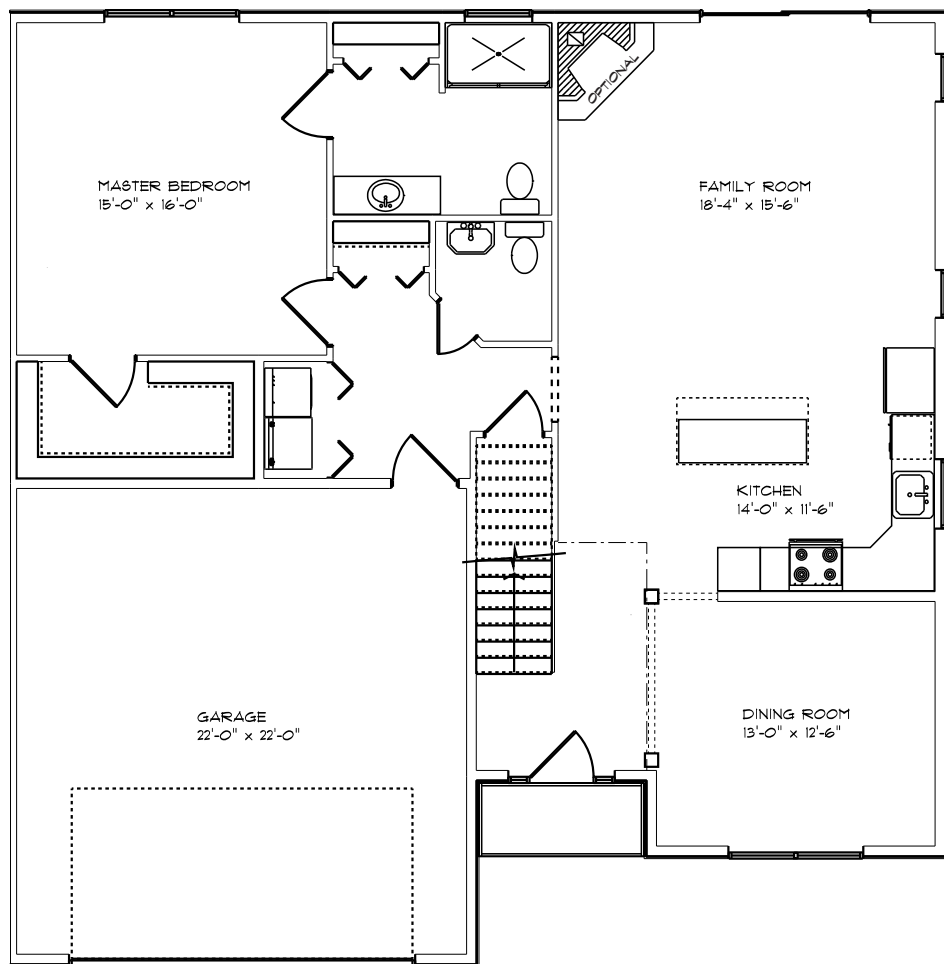 OPTIONAL
MASTER BEDROOM
15'-0" x 16'-0"
FAMILY ROOM
18'-4" x 15'-6"
KITCHEN
14'-0" x 11'-6"
GARAGE
22'-0" x 22'-0"
DINING ROOM
13'-0" x 12'-6"